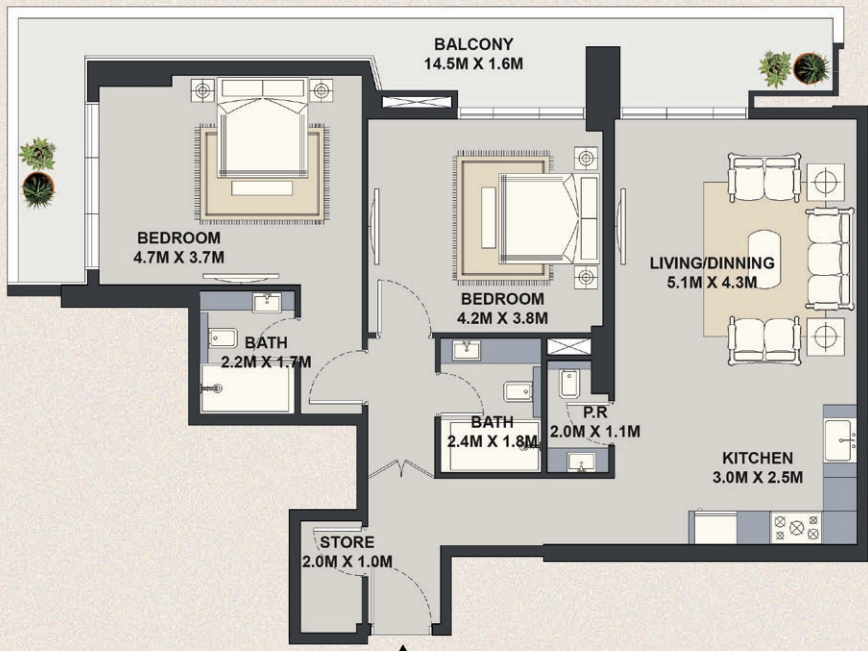 BALCONY
14.5M X 1.6M
BEDROOM
4.7M X 3.7M
LIVING/DINNING
5.1M X 4.3M
BEDROOM
4.2M X 3.8M
BATH
2.2M X 1.7M
P.R
2.0M X 1.1M
BATH
2.4M X 1.8M
KITCHEN
3.0M X 2.5M
STORE
2.0M X 1.0M